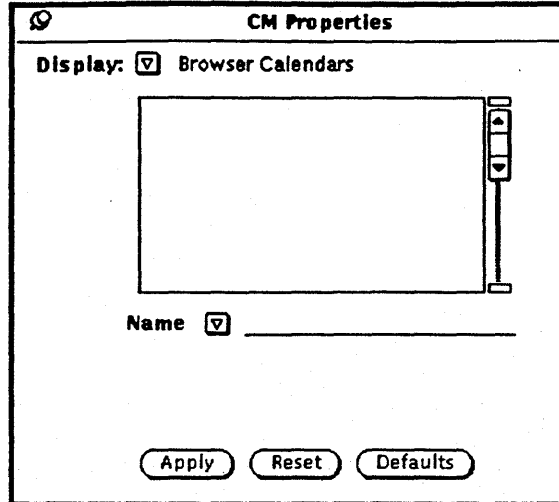 CM Properties
Display: Browser Calendars
Name
Apply Reset Defaults